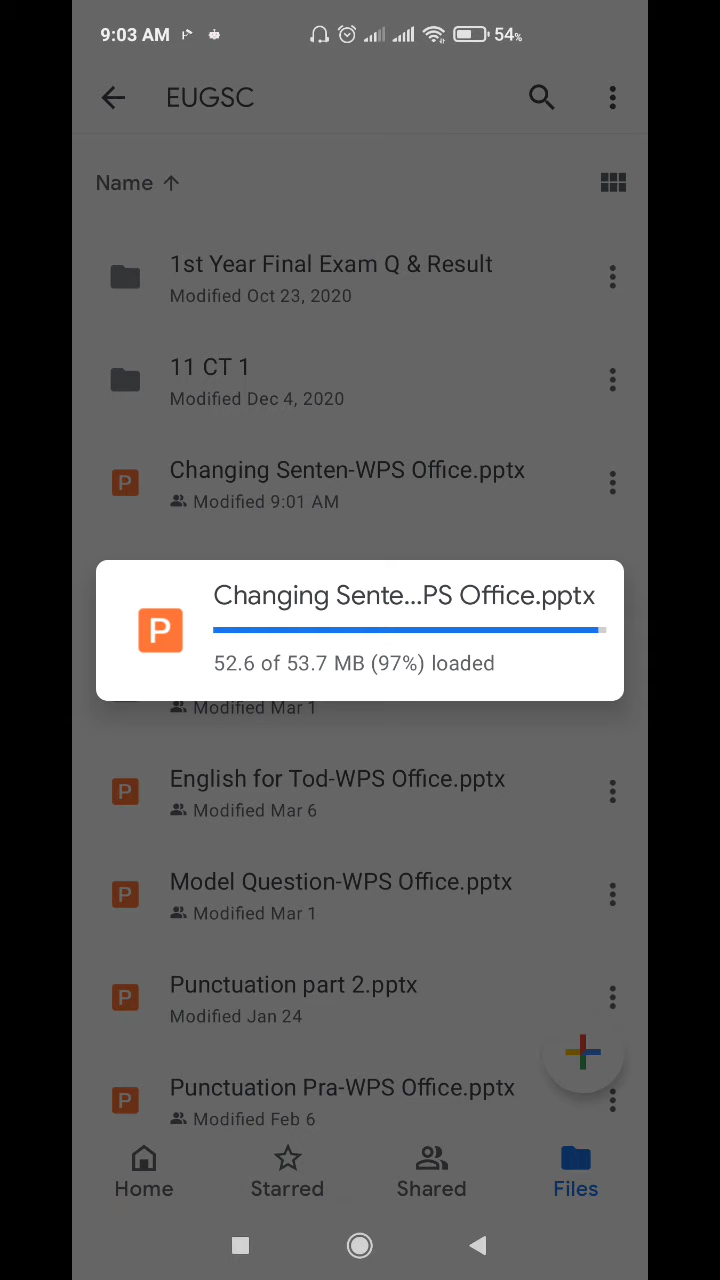 9:03 AM
54%
EUGSC
Name
1st Year Final Exam Q & Result
Modified Oct 23, 2020
11 CT 1
Modified Dec 4, 2020
P
Changing Senten-WPS Office.pptx
Modified 9:01 AM
P
Changing Sente...PS Office.pptx
52.6 of 53.7 MB (97%) loaded
Modified Mar 1
P
English for Tod-WPS Office.pptx
Modified Mar 6
P
Model Question-WPS Office.pptx
Modified Mar 1
P
Punctuation part 2.pptx
Modified Jan 24
P
Punctuation Pra-WPS Office.pptx
Modified Feb 6
Home
Starred
Shared
Files